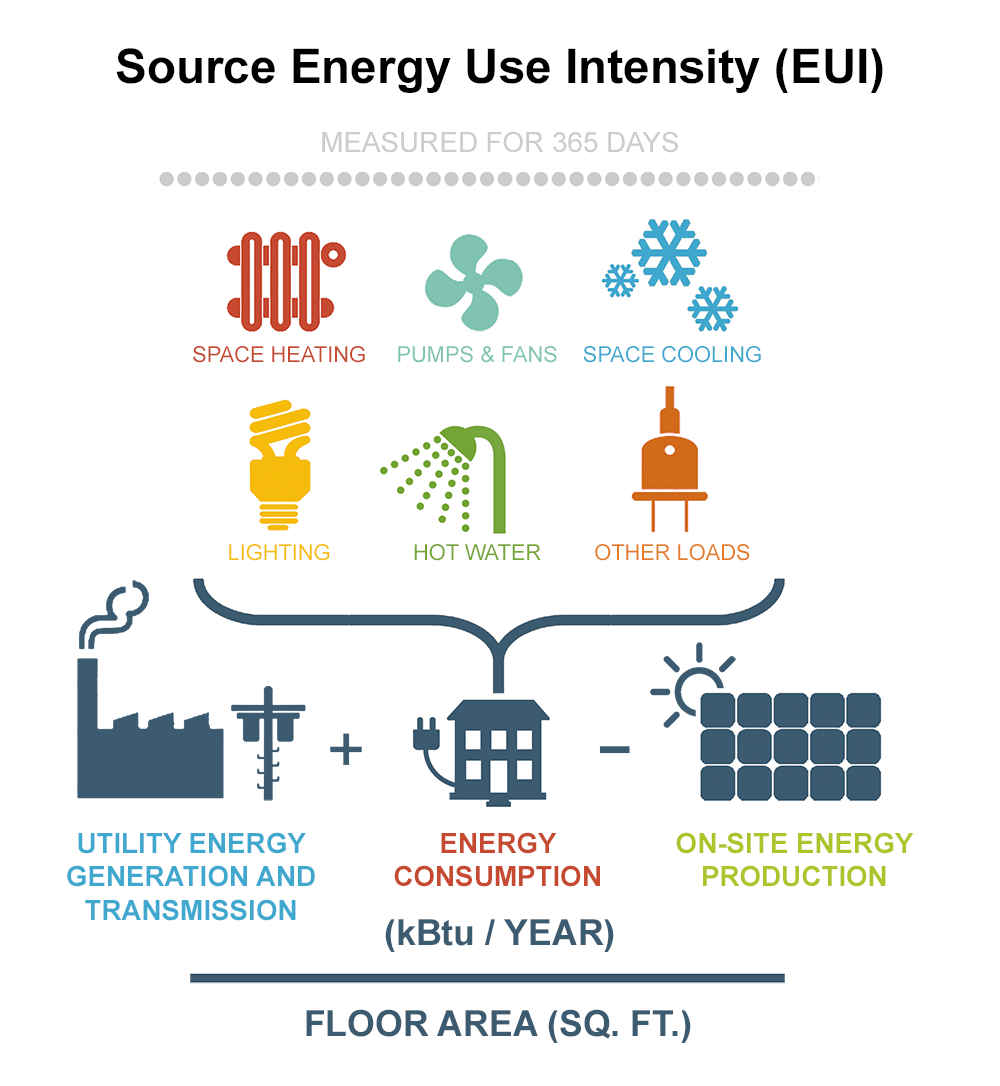 Source Energy Use Intensity (EUI)
MEASURED FOR 365 DAYS
SPACE HEATING
PUMPS & FANS
SPACE COOLING
LIGHTING
HOT WATER
OTHER LOADS
+
–
UTILITY ENERGY
GENERATION AND
TRANSMISSION
ENERGY
CONSUMPTION
ON-SITE ENERGY
PRODUCTION
(kBtu / YEAR)
FLOOR AREA (SQ. FT.)